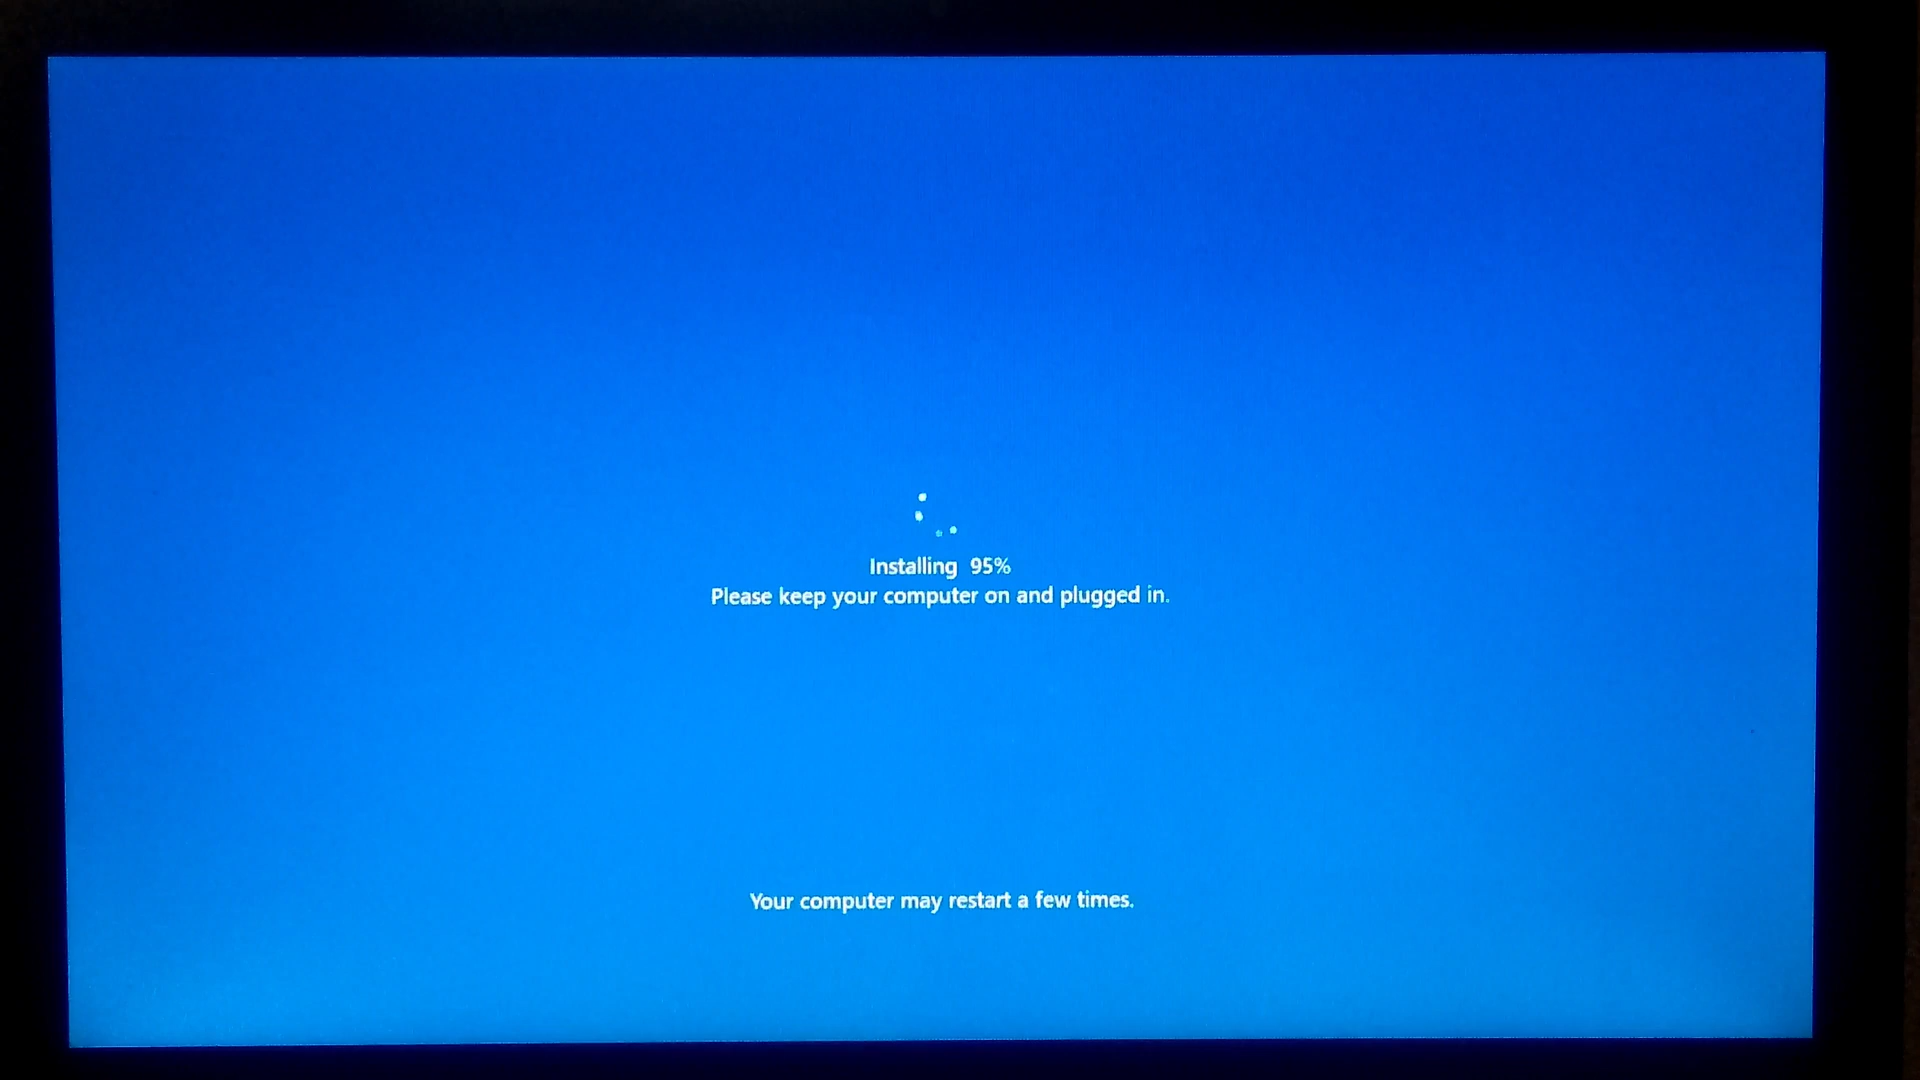 Installing 95%
Please keep your computer on and plugged in.
Your computer may restart a few times.